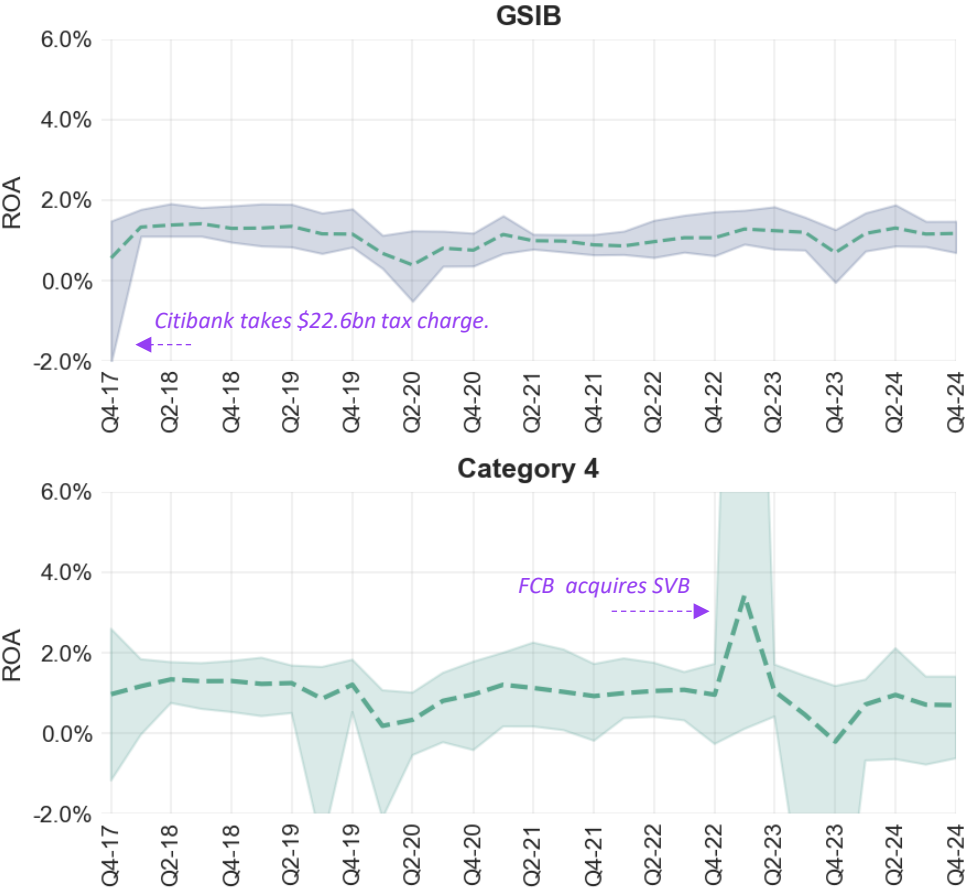 GSIB
6.0%
4.0%
2.0%
0.0%
-2.0%
ROA
Citibank takes $22.6bn tax charge.
Q4-17 Q2-18 Q4-18 Q2-19 Q4-19 Q2-20 Q4-20 Q2-21 Q4-21 Q2-22 Q4-22 Q2-23 Q4-23 Q2-24 Q4-24
Category 4
6.0%
4.0%
2.0%
0.0%
-2.0%
ROA
FCB acquires SVB
Q4-17 Q2-18 Q4-18 Q2-19 Q4-19 Q2-20 Q4-20 Q2-21 Q4-21 Q2-22 Q4-22 Q2-23 Q4-23 Q2-24 Q4-24